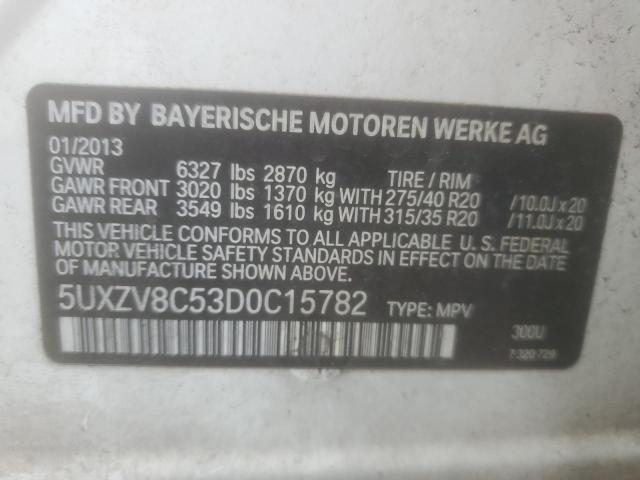 MFD BY BAYERISCHE MOTOREN WERKE AG
01/2013
GVWR 6327 lbs 2870 kg TIRE / RIM
GAWR FRONT 3020 lbs 1370 kg WITH 275/40 R20 /10.0J x 20
GAWR REAR 3549 lbs 1610 kg WITH 315/35 R20 /11.0J x 20
THIS VEHICLE CONFORMS TO ALL APPLICABLE U. S. FEDERAL
MOTOR VEHICLE SAFETY STANDARDS IN EFFECT ON THE DATE OF
MANUFACTURE SHOWN ABOVE.
5UXZV8C53D0C15782 TYPE: MPV
300U
7 320 729